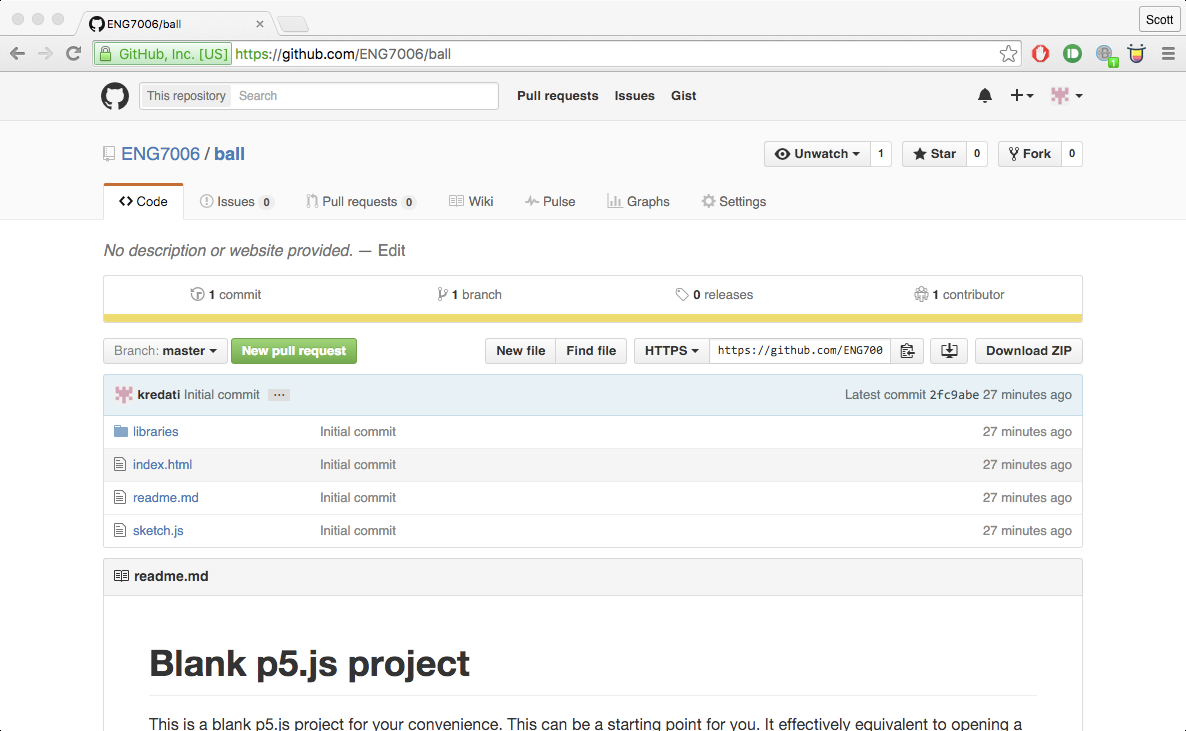 ENG7006/ball
Scott
GitHub, Inc. [US] https://github.com/ENG7006/ball
1
This repository Search Pull requests Issues Gist
ENG7006 / ball
Unwatch 1 Star 0 Fork 0
Code Issues 0 Pull requests 0 Wiki Pulse Graphs Settings
No description or website provided. — Edit
1 commit 1 branch 0 releases 1 contributor
Branch: master New pull request New file Find file HTTPS https://github.com/ENG700 Download ZIP
kredati Initial commit ... Latest commit 2fc9abe 27 minutes ago
libraries Initial commit 27 minutes ago
index.html Initial commit 27 minutes ago
readme.md Initial commit 27 minutes ago
sketch.js Initial commit 27 minutes ago
readme.md
Blank p5.js project
This is a blank p5.js project for your convenience. This can be a starting point for you. It effectively equivalent to opening a